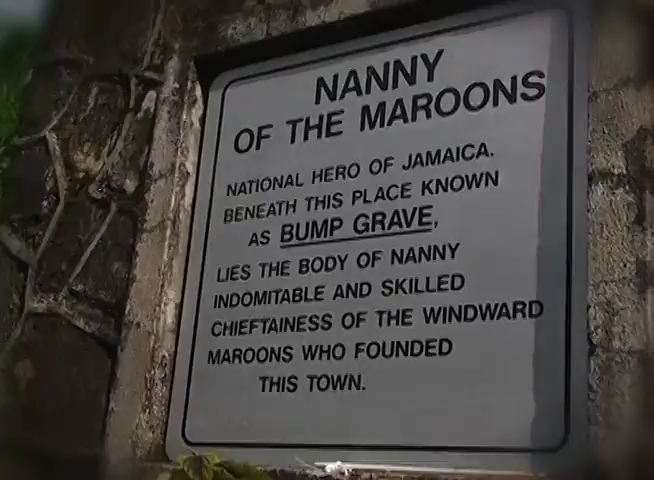 NANNY
OF THE MAROONS
NATIONAL HERO OF JAMAICA.
BENEATH THIS PLACE KNOWN
AS BUMP GRAVE,
LIES THE BODY OF NANNY
INDOMITABLE AND SKILLED
CHIEFTAINESS OF THE WINDWARD
MAROONS WHO FOUNDED
THIS TOWN.